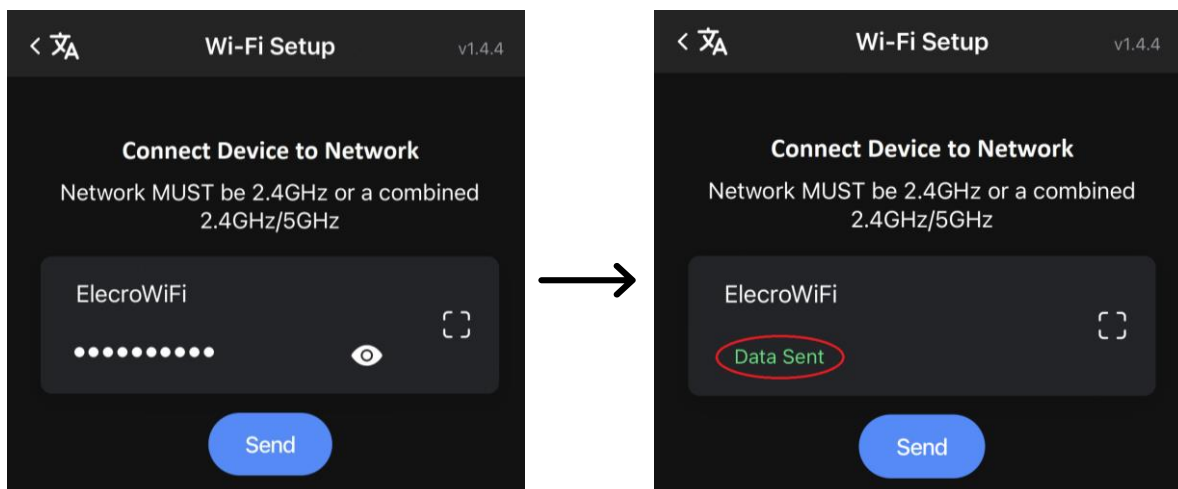 Wi-Fi Setup
v1.4.4
Connect Device to Network
Network MUST be 2.4GHz or a combined
2.4GHz/5GHz
ElecroWiFi
••••••••••
Send
Wi-Fi Setup
v1.4.4
Connect Device to Network
Network MUST be 2.4GHz or a combined
2.4GHz/5GHz
ElecroWiFi
Data Sent
Send